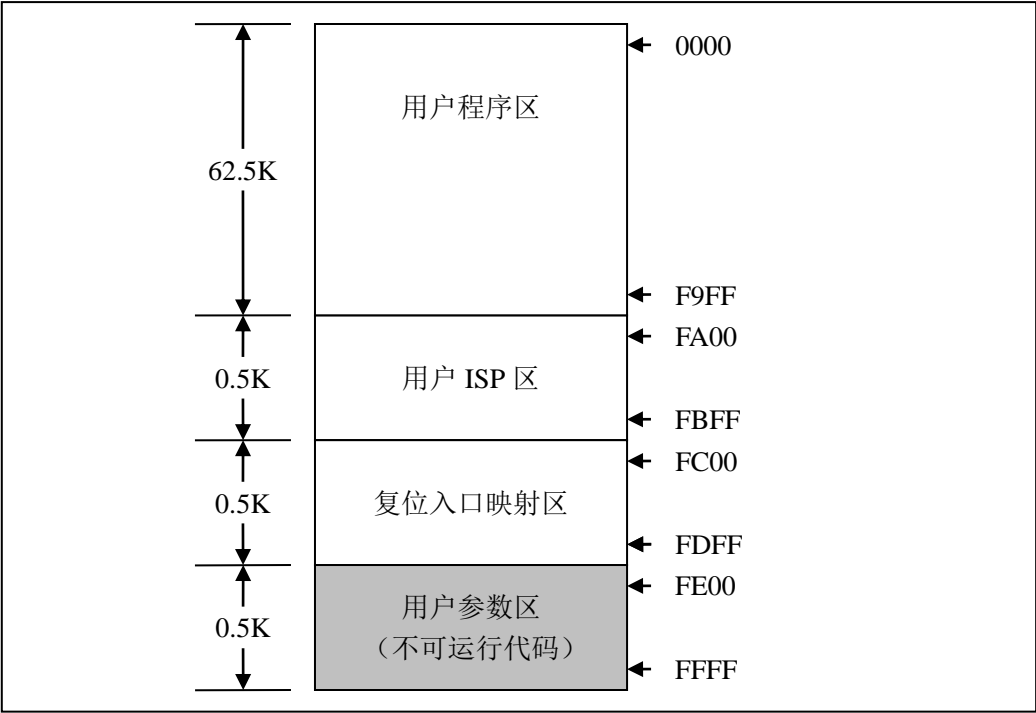 0000
用户程序区
62.5K
F9FF
FA00
用户 ISP 区
0.5K
FBFF
FC00
复位入口映射区
0.5K
FDFF
FE00
用户参数区
0.5K
（不可运行代码）
FFFF